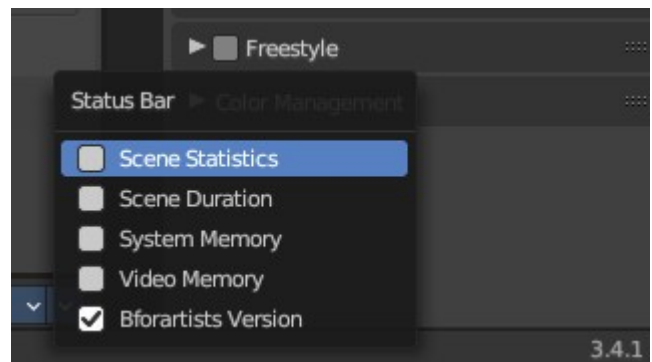 Freestyle
Status Bar
Color Management
Scene Statistics
Scene Duration
System Memory
Video Memory
Bforartists Version
3.4.1